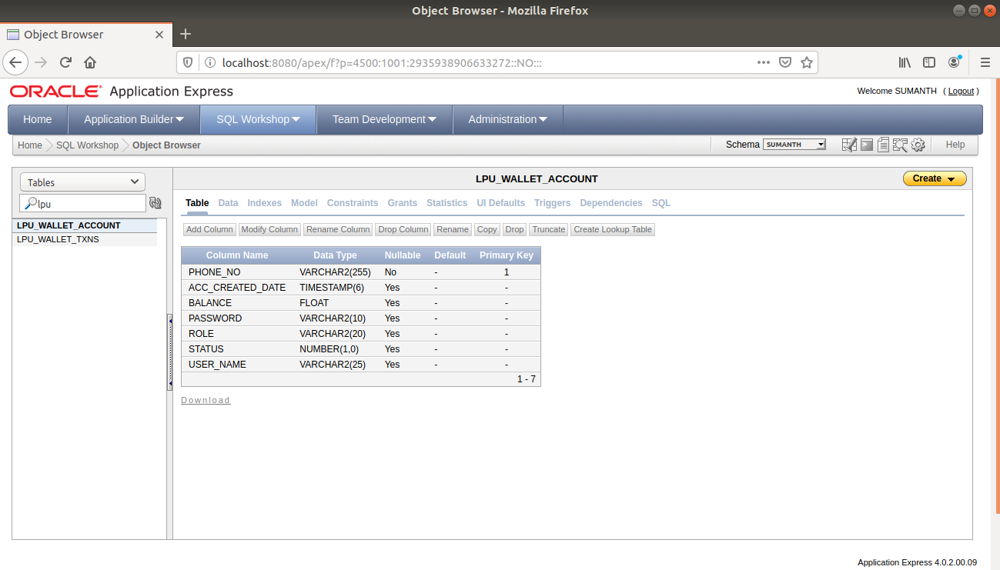 Object Browser - Mozilla Firefox
Object Browser
localhost:8080/apex/f?p=4500:1001:2935938906633272::NO:::
ORACLE Application Express
Welcome SUMANTH ( Logout )
Home Application Builder SQL Workshop Team Development Administration
Home SQL Workshop Object Browser Schema SUMANTH Help
Tables
lpu
LPU_WALLET_ACCOUNT
LPU_WALLET_TXNS
LPU_WALLET_ACCOUNT Create
Table Data Indexes Model Constraints Grants Statistics UI Defaults Triggers Dependencies SQL
Add Column Modify Column Rename Column Drop Column Rename Copy Drop Truncate Create Lookup Table
Column Name Data Type Nullable Default Primary Key
PHONE_NO VARCHAR2(255) No - 1
ACC_CREATED_DATE TIMESTAMP(6) Yes - -
BALANCE FLOAT Yes - -
PASSWORD VARCHAR2(10) Yes - -
ROLE VARCHAR2(20) Yes - -
STATUS NUMBER(1,0) Yes - -
USER_NAME VARCHAR2(25) Yes - -
1 - 7
Download
Application Express 4.0.2.00.09